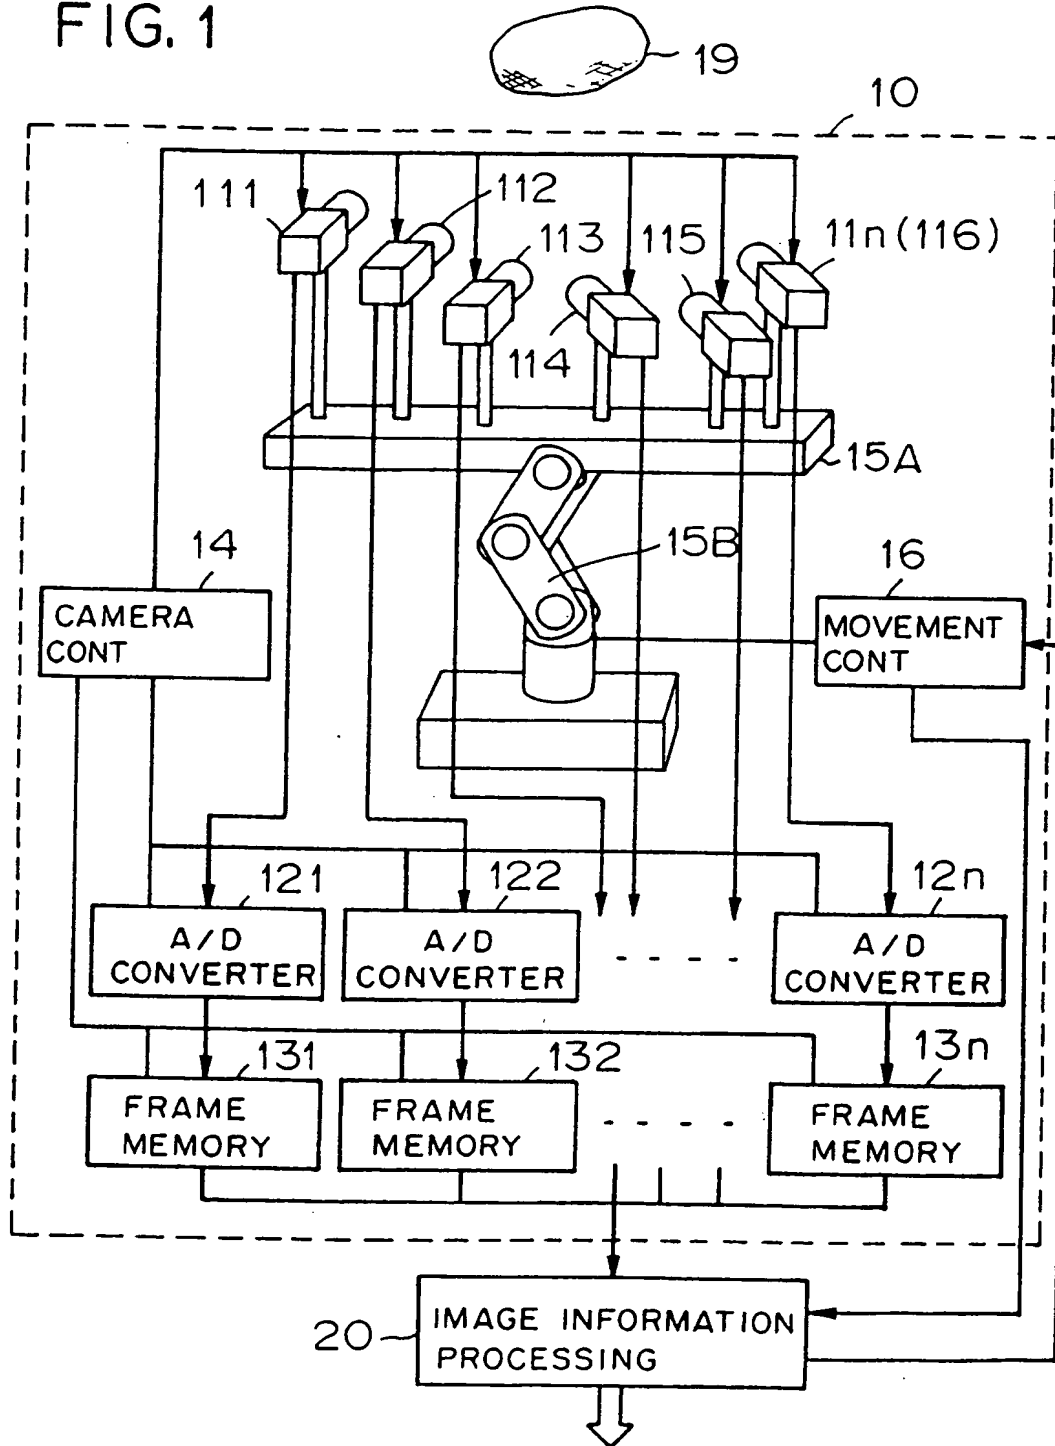 FIG. 1
19
10
111
112
113
115
11n(116)
114
15A
15B
14
16
CAMERA
CONT
MOVEMENT
CONT
121
122
12n
A/D
CONVERTER
A/D
CONVERTER
A/D
CONVERTER
131
132
13n
FRAME
MEMORY
FRAME
MEMORY
FRAME
MEMORY
20
IMAGE INFORMATION
PROCESSING